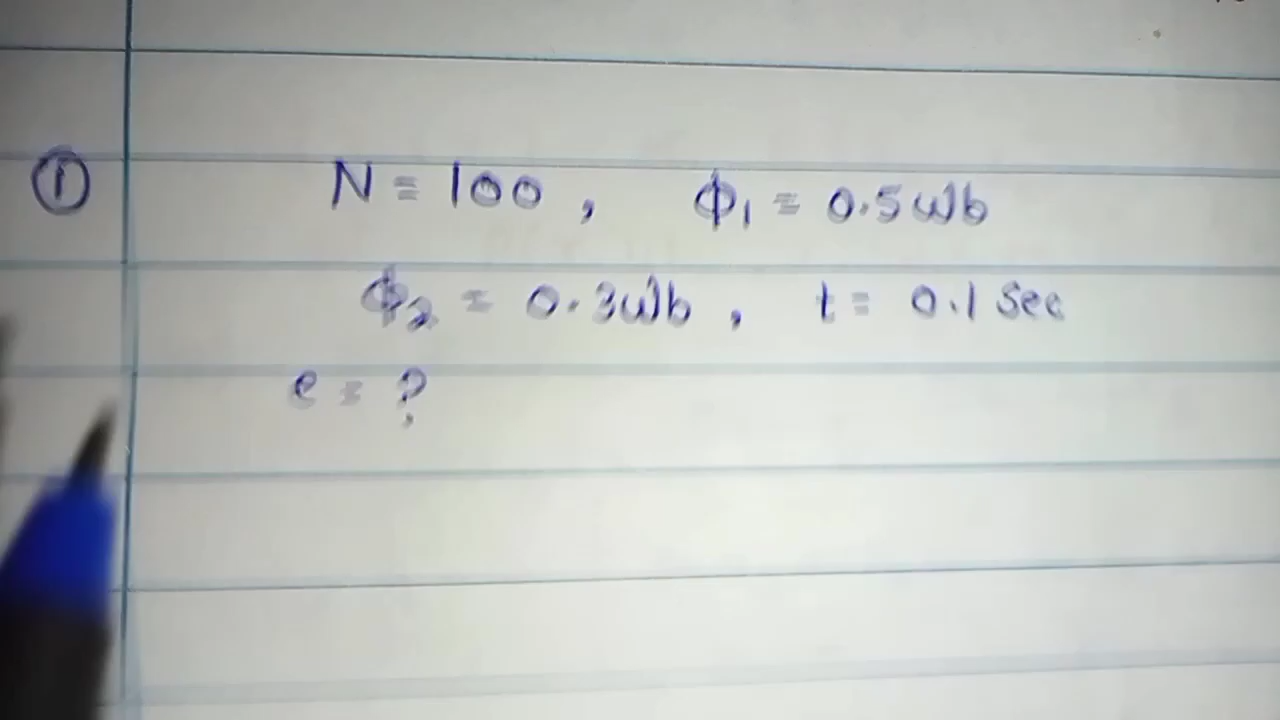 ① N = 100 , ϕ₁ = 0.5 Wb
ϕ₂ = 0.3 Wb , t = 0.1 Sec
e = ?